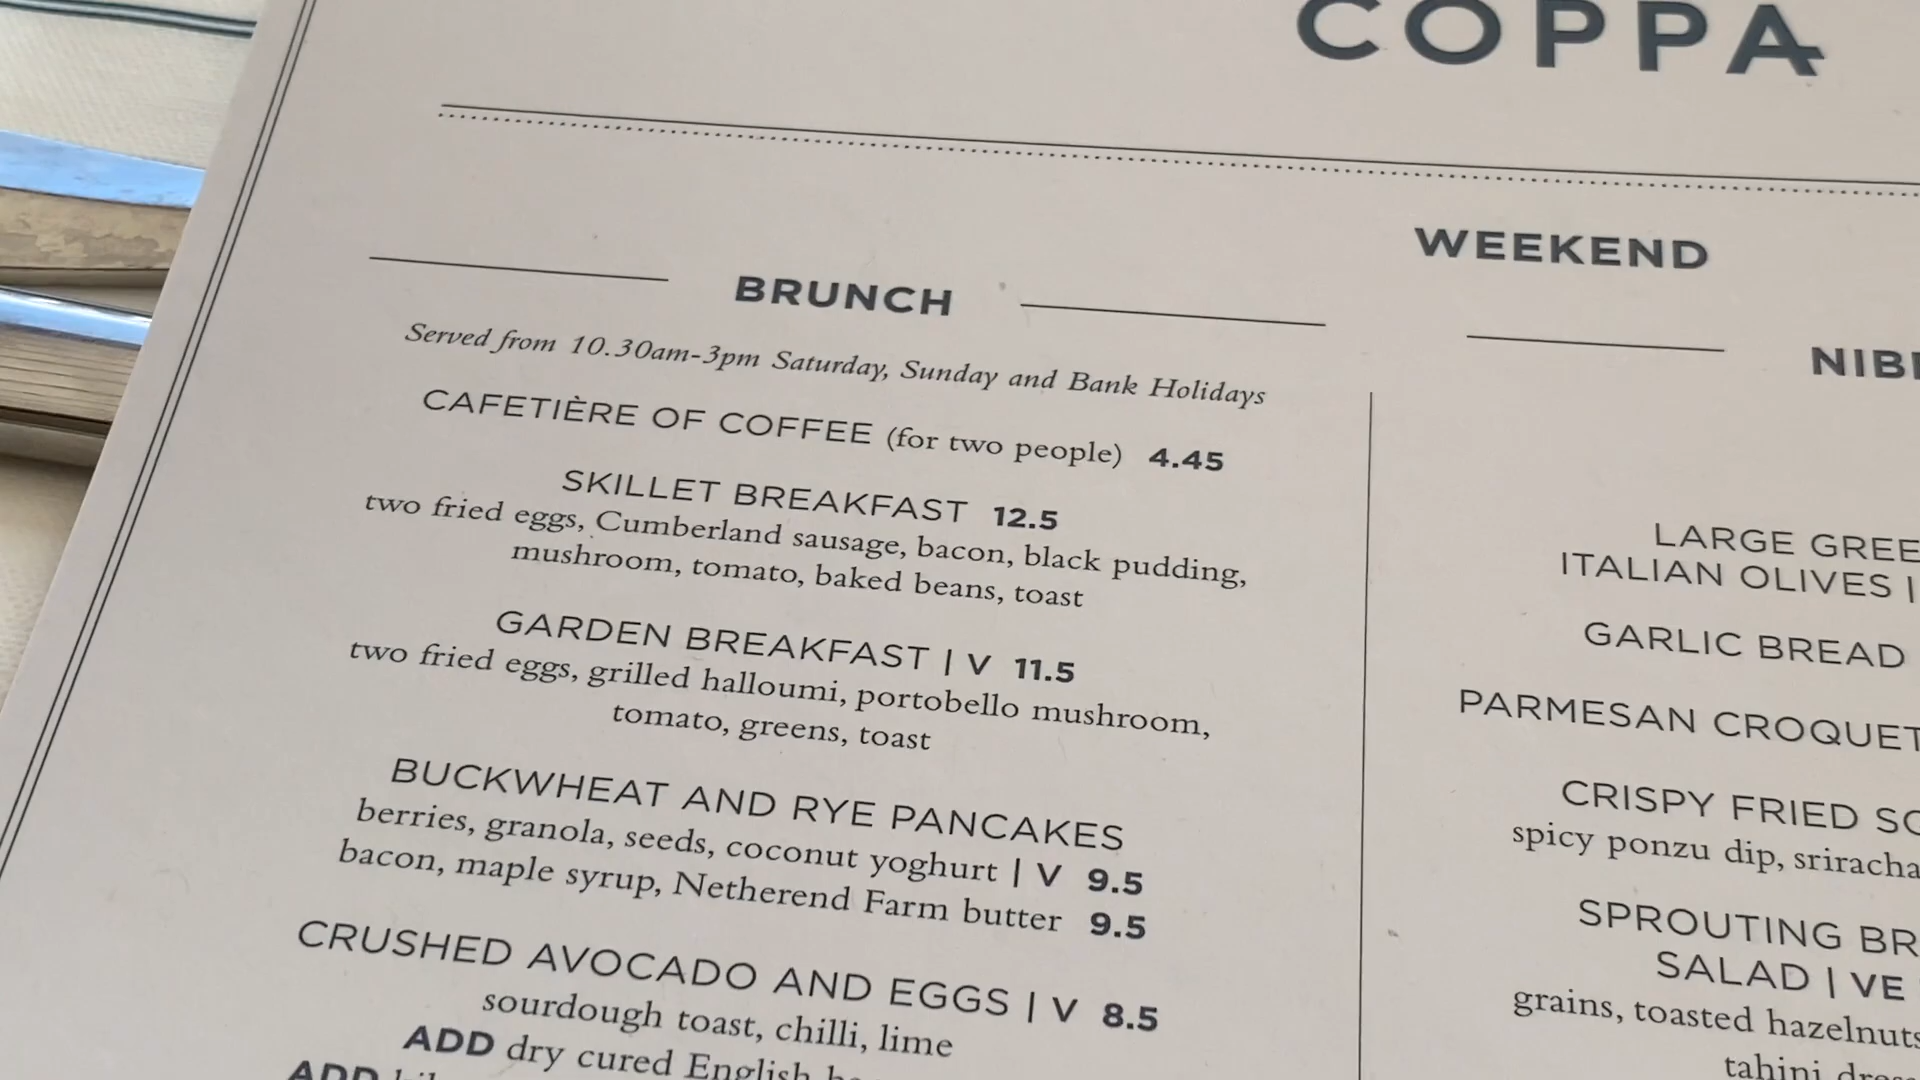 COPPA
WEEKEND
BRUNCH
Served from 10.30am-3pm Saturday, Sunday and Bank Holidays
CAFETIÈRE OF COFFEE (for two people) 4.45
SKILLET BREAKFAST 12.5
two fried eggs, Cumberland sausage, bacon, black pudding,
mushroom, tomato, baked beans, toast
GARDEN BREAKFAST | V 11.5
two fried eggs, grilled halloumi, portobello mushroom,
tomato, greens, toast
BUCKWHEAT AND RYE PANCAKES
berries, granola, seeds, coconut yoghurt | V 9.5
bacon, maple syrup, Netherend Farm butter 9.5
CRUSHED AVOCADO AND EGGS | V 8.5
sourdough toast, chilli, lime
ADD dry cured English
ADD
LARGE
ITALIAN OLIVES |
GARLIC BREAD
PARMESAN
CRISPY FRIED
spicy ponzu dip, sriracha
SPROUTING
SALAD | VE
grains, toasted hazelnuts
tahini